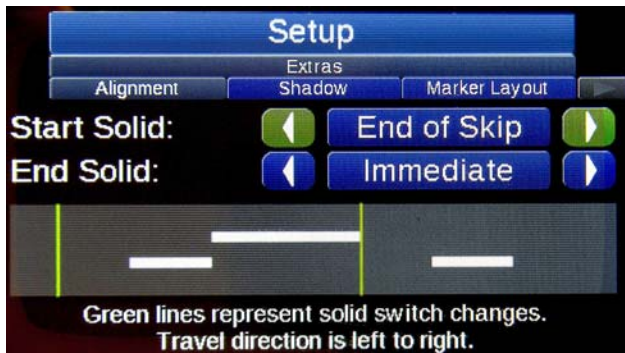 Setup
Extras
Alignment Shadow Marker Layout
Start Solid: End of Skip
End Solid: Immediate
Green lines represent solid switch changes.
Travel direction is left to right.